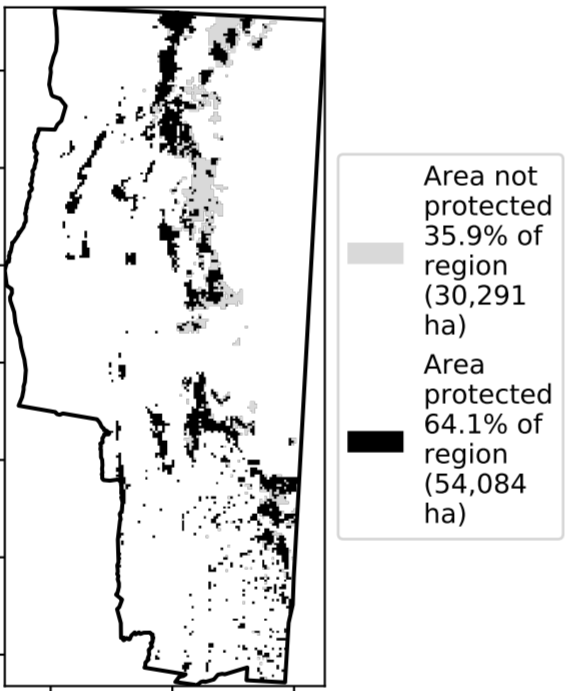 Area not
protected
35.9% of
region
(30,291
ha)
Area
protected
64.1% of
region
(54,084
ha)